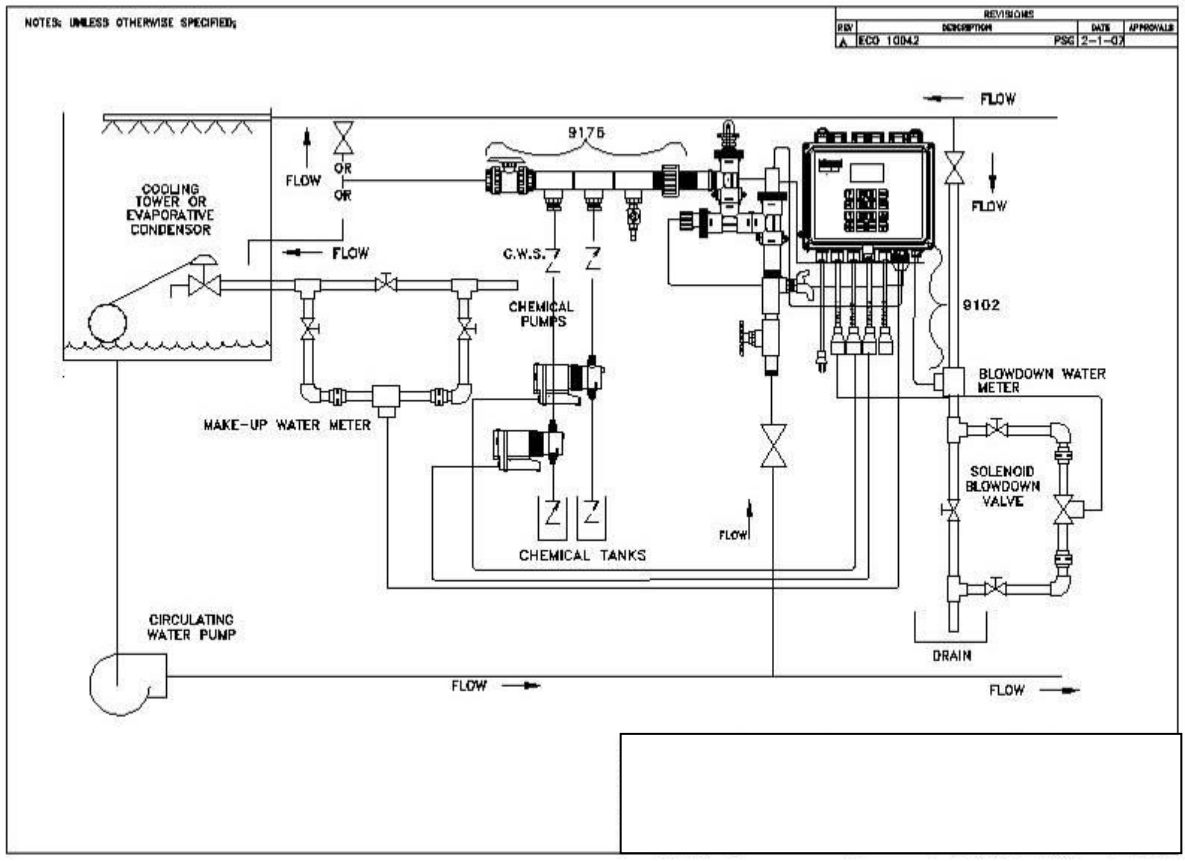 NOTES: UNLESS OTHERWISE SPECIFIED;
REVISIONS
REV DESCRIPTION DATE APPROVALS
A ECO 10042 PSG 2-1-07
FLOW
9175
FLOW
OR
OR
FLOW
COOLING
TOWER OR
EVAPORATIVE
CONDENSOR
FLOW
C.W.S.
CHEMICAL
PUMPS
9102
BLOWDOWN WATER
METER
MAKE-UP WATER METER
SOLENOID
BLOWDOWN
VALVE
FLOW
CHEMICAL TANKS
CIRCULATING
WATER PUMP
DRAIN
FLOW
FLOW